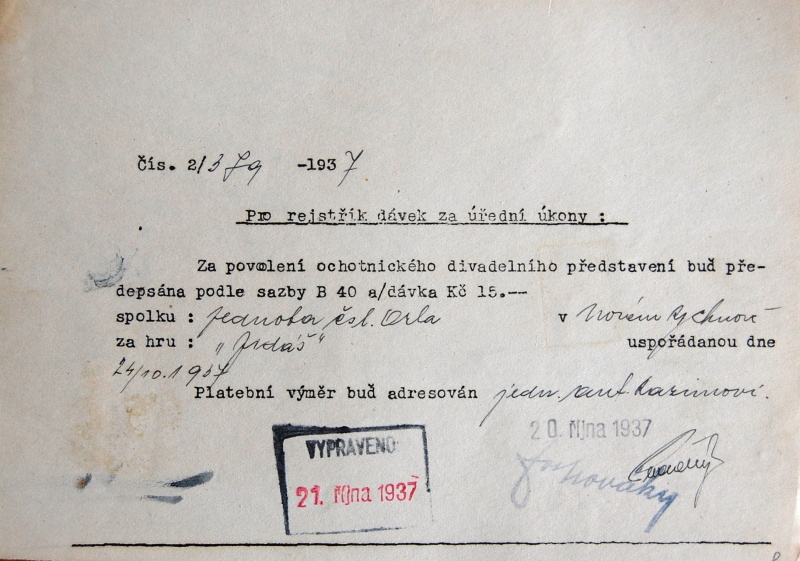 čís. 2/379 -1937
Pro rejstřík dávek za úřední úkony :
Za povolení ochotnického divadelního představení buď pře-
depsána podle sazby B 40 a/dávka Kč 15.--
spolku : Jednota čsl. Orla v Novém Rychnově
za hru : „Jidáš“ uspořádanou dne
24/10.1937
Platební výměr buď adresován jedn. Ant.
20. října 1937
VYPRAVENO
21. října 1937